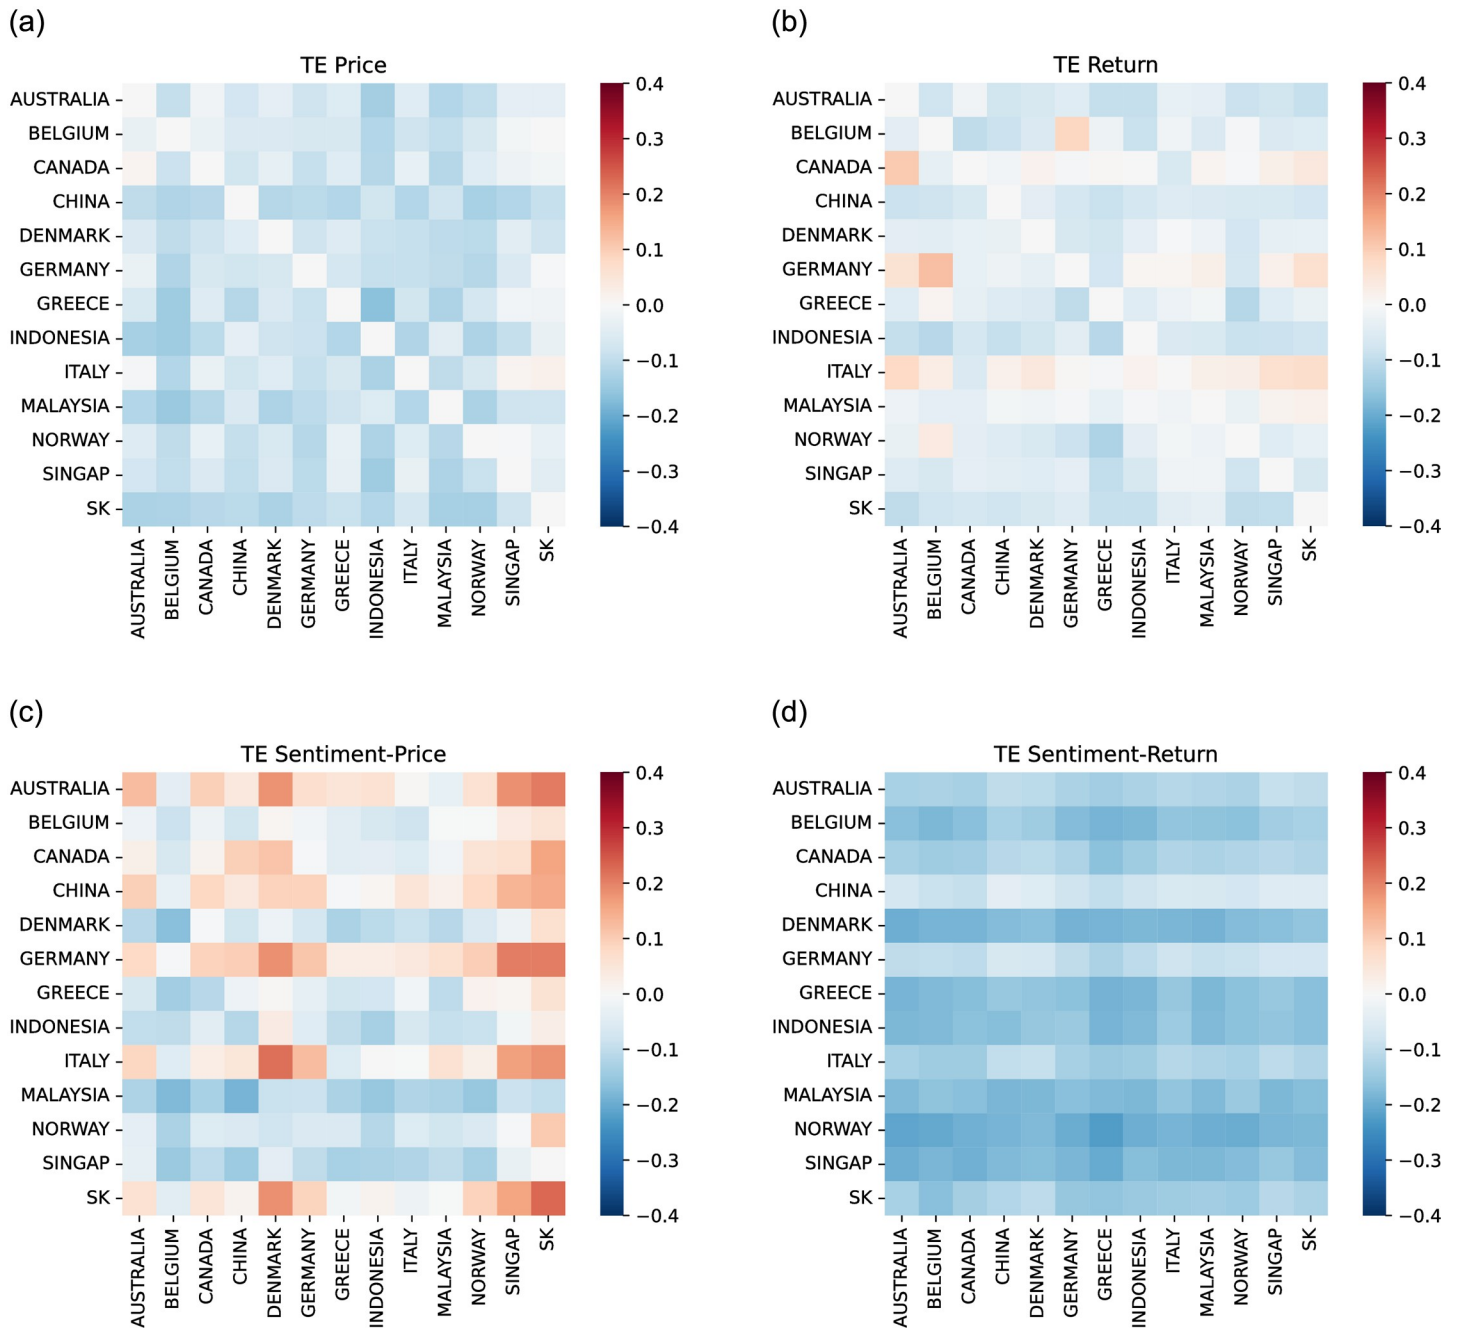 (a)
TE Price
AUSTRALIA
BELGIUM
CANADA
CHINA
DENMARK
GERMANY
GREECE
INDONESIA
ITALY
MALAYSIA
NORWAY
SINGAP
SK
AUSTRALIA
BELGIUM
CANADA
CHINA
DENMARK
GERMANY
GREECE
INDONESIA
ITALY
MALAYSIA
NORWAY
SINGAP
SK
0.4
0.3
0.2
0.1
0.0
−0.1
−0.2
−0.3
−0.4
(b)
TE Return
AUSTRALIA
BELGIUM
CANADA
CHINA
DENMARK
GERMANY
GREECE
INDONESIA
ITALY
MALAYSIA
NORWAY
SINGAP
SK
AUSTRALIA
BELGIUM
CANADA
CHINA
DENMARK
GERMANY
GREECE
INDONESIA
ITALY
MALAYSIA
NORWAY
SINGAP
SK
0.4
0.3
0.2
0.1
0.0
−0.1
−0.2
−0.3
−0.4
(c)
TE Sentiment-Price
AUSTRALIA
BELGIUM
CANADA
CHINA
DENMARK
GERMANY
GREECE
INDONESIA
ITALY
MALAYSIA
NORWAY
SINGAP
SK
AUSTRALIA
BELGIUM
CANADA
CHINA
DENMARK
GERMANY
GREECE
INDONESIA
ITALY
MALAYSIA
NORWAY
SINGAP
SK
0.4
0.3
0.2
0.1
0.0
−0.1
−0.2
−0.3
−0.4
(d)
TE Sentiment-Return
AUSTRALIA
BELGIUM
CANADA
CHINA
DENMARK
GERMANY
GREECE
INDONESIA
ITALY
MALAYSIA
NORWAY
SINGAP
SK
AUSTRALIA
BELGIUM
CANADA
CHINA
DENMARK
GERMANY
GREECE
INDONESIA
ITALY
MALAYSIA
NORWAY
SINGAP
SK
0.4
0.3
0.2
0.1
0.0
−0.1
−0.2
−0.3
−0.4